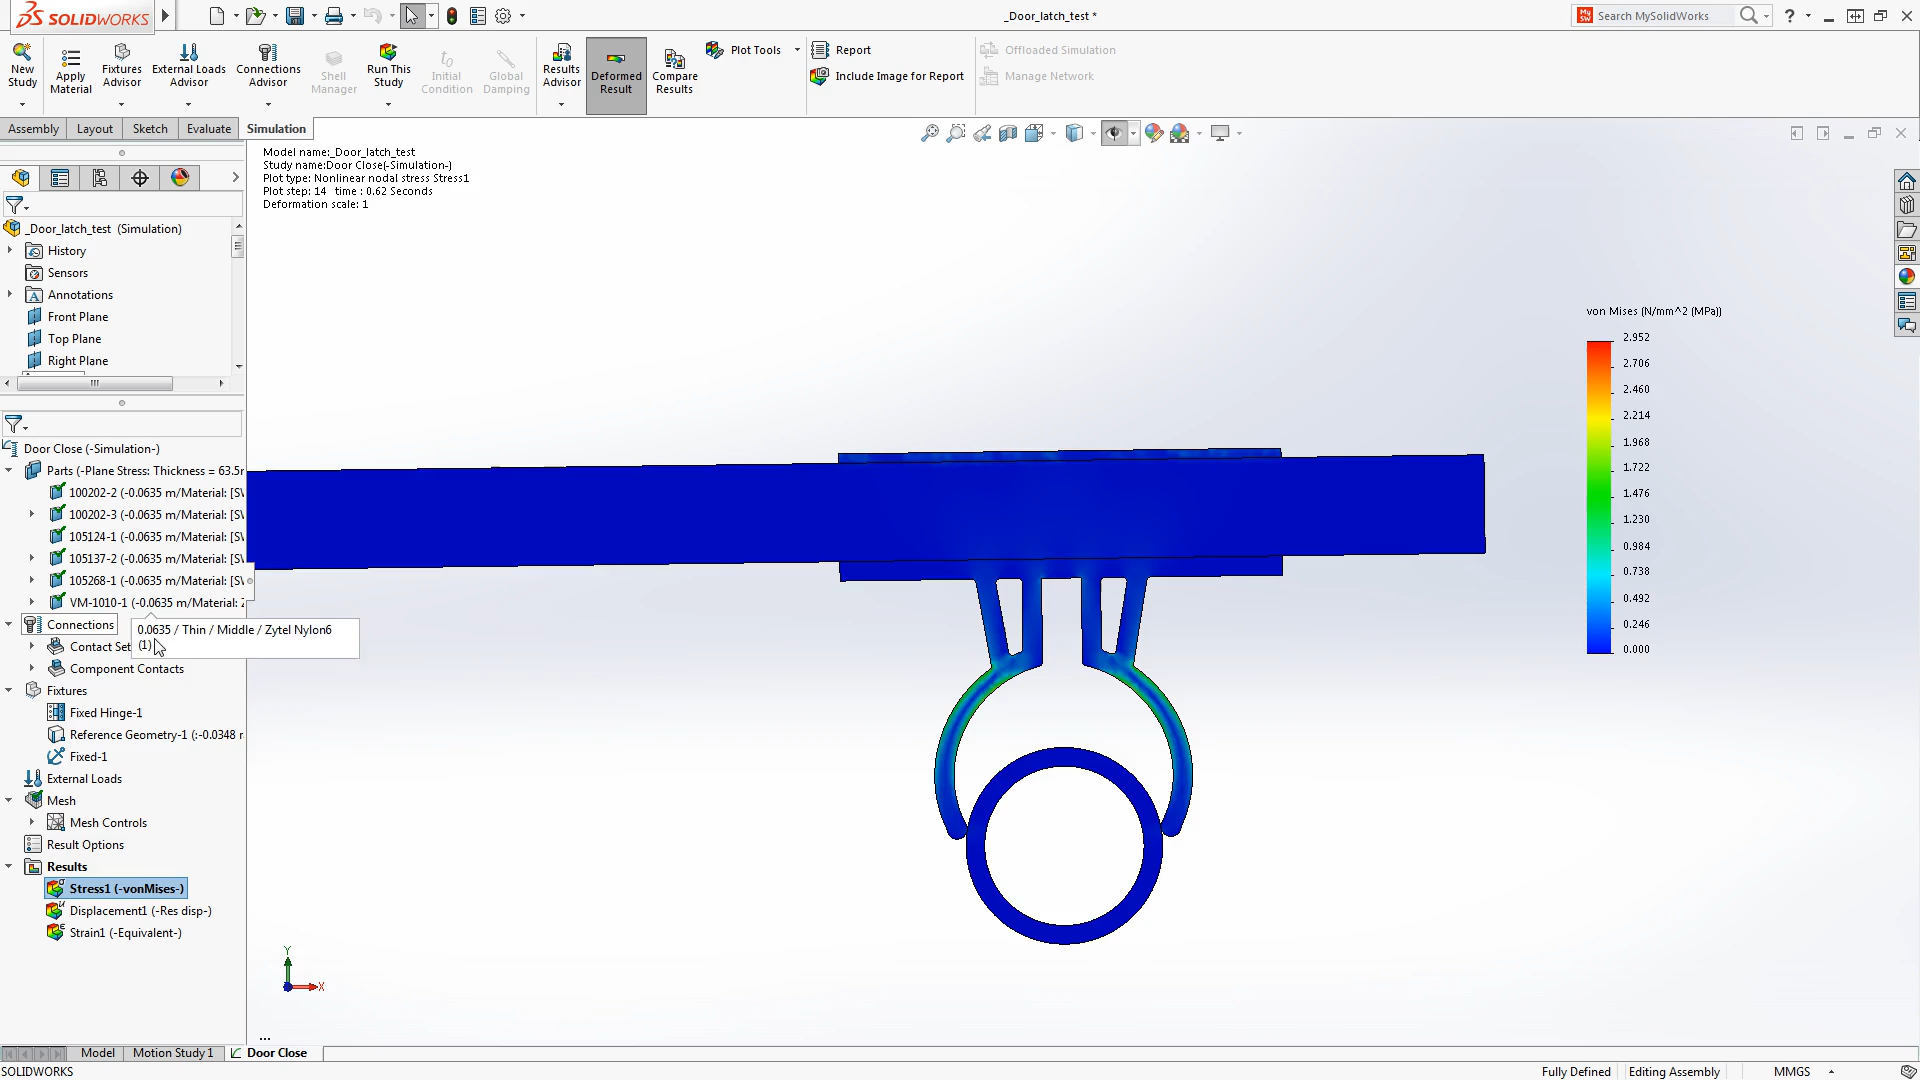 SOLIDWORKS
_Door_latch_test *
Search MySolidWorks
New Study
Apply Material
Fixtures Advisor
External Loads Advisor
Connections Advisor
Shell Manager
Run This Study
Initial Condition
Global Damping
Results Advisor
Deformed Result
Compare Results
Plot Tools
Report
Include Image for Report
Offloaded Simulation
Manage Network
Assembly
Layout
Sketch
Evaluate
Simulation
Model name:_Door_latch_test
Study name:Door Close(-Simulation-)
Plot type: Nonlinear nodal stress Stress1
Plot step: 14 time : 0.62 Seconds
Deformation scale: 1
_Door_latch_test (Simulation)
History
Sensors
Annotations
Front Plane
Top Plane
Right Plane
Door Close (-Simulation-)
Parts (-Plane Stress: Thickness = 63.5
100202-2 (-0.0635 m/Material: [S
100202-3 (-0.0635 m/Material: [S
105124-1 (-0.0635 m/Material: [S
105137-2 (-0.0635 m/Material: [S
105268-1 (-0.0635 m/Material: [S
VM-1010-1 (-0.0635 m/Material:
Connections
0.0635 / Thin / Middle / Zytel Nylon6
(1)
Contact Set
Component Contacts
Fixtures
Fixed Hinge-1
Reference Geometry-1 (:-0.0348
Fixed-1
External Loads
Mesh
Mesh Controls
Result Options
Results
Stress1 (-vonMises-)
Displacement1 (-Res disp-)
Strain1 (-Equivalent-)
von Mises (N/mm^2 (MPa))
2.952
2.706
2.460
2.214
1.968
1.722
1.476
1.230
0.984
0.738
0.492
0.246
0.000
Y
X
...
Model
Motion Study 1
Door Close
SOLIDWORKS
Fully Defined
Editing Assembly
MMGS